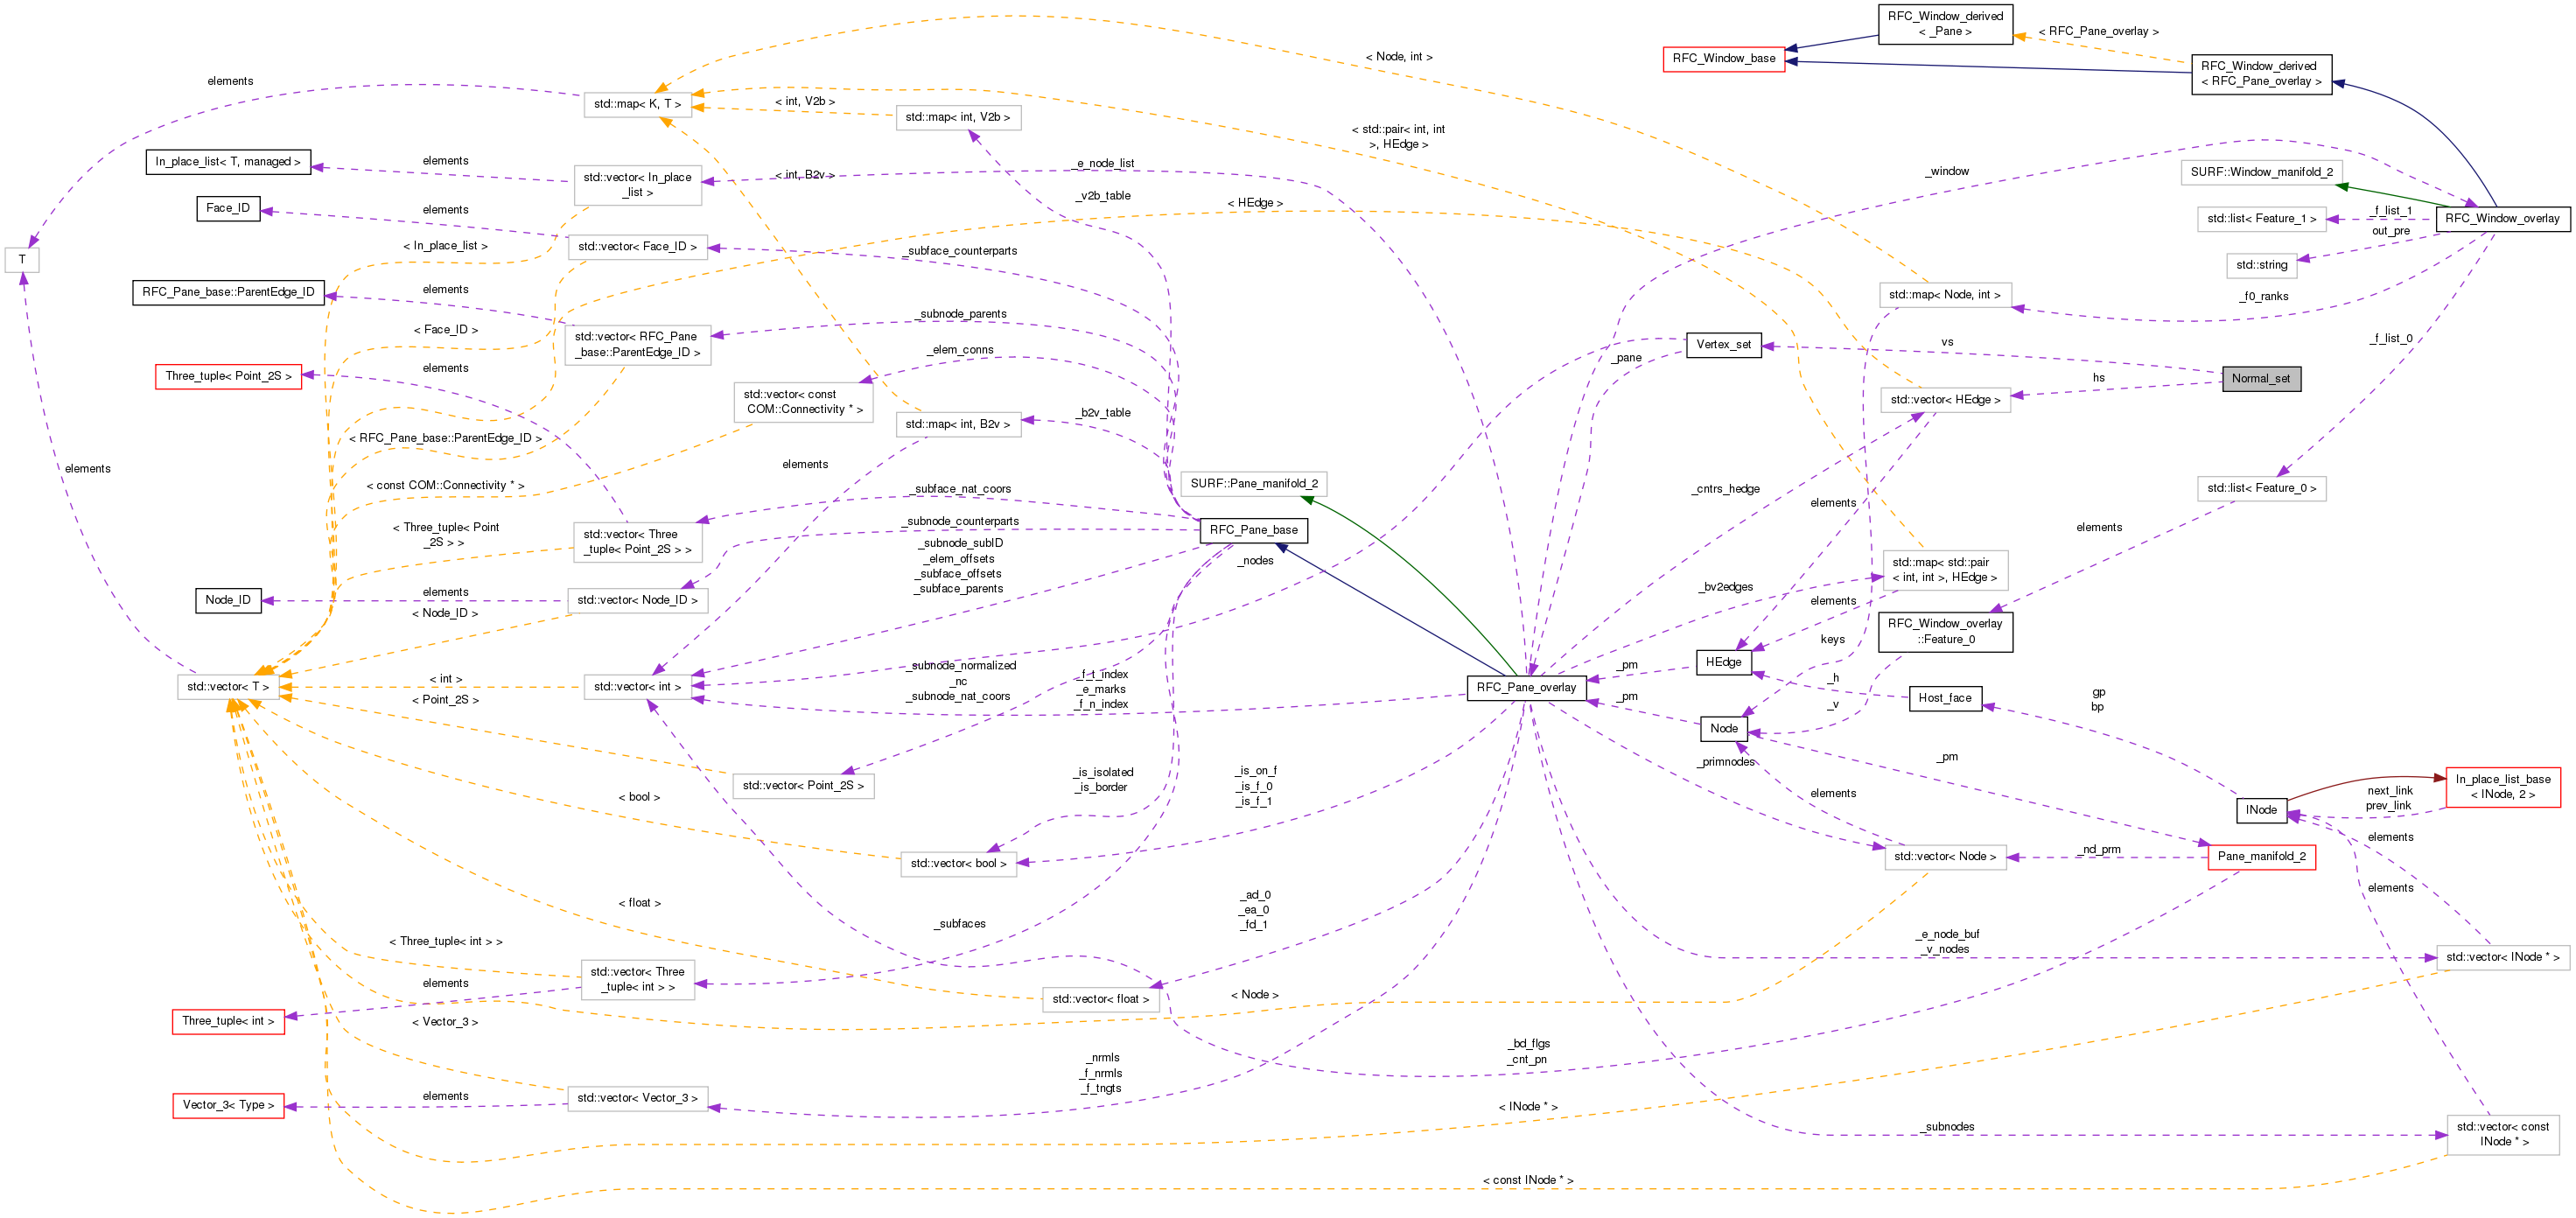 RFC_Window_derived
< _Pane >
< RFC_Pane_overlay >
RFC_Window_base
RFC_Window_derived
< RFC_Pane_overlay >
< Node, int >
elements
std::map< K, T >
< int, V2b >
std::map< int, V2b >
< std::pair< int, int
>, HEdge >
In_place_list< T, managed >
elements
std::vector< In_place
_list >
< int, B2v >
_e_node_list
_window
SURF::Window_manifold_2
_v2b_table
Face_ID
elements
< HEdge >
std::list< Feature_1 >
_f_list_1
RFC_Window_overlay
out_pre
< In_place_list >
std::vector< Face_ID >
_subface_counterparts
T
std::string
RFC_Pane_base::ParentEdge_ID
elements
std::map< Node, int >
_f0_ranks
_subnode_parents
< Face_ID >
std::vector< RFC_Pane
_base::ParentEdge_ID >
_elem_conns
_pane
Vertex_set
vs
_f_list_0
Three_tuple< Point_2S >
elements
hs
Normal_set
std::vector< const
COM::Connectivity * >
std::vector< HEdge >
_b2v_table
std::map< int, B2v >
< RFC_Pane_base::ParentEdge_ID >
elements
elements
< const COM::Connectivity * >
SURF::Pane_manifold_2
_subface_nat_coors
_cntrs_hedge
std::list< Feature_0 >
elements
< Three_tuple< Point
_2S > >
std::vector< Three
_tuple< Point_2S > >
_subnode_counterparts
RFC_Pane_base
elements
_subnode_subID
_elem_offsets
_subface_offsets
_subface_parents
_nodes
std::map< std::pair
< int, int >, HEdge >
_bv2edges
Node_ID
elements
std::vector< Node_ID >
< Node_ID >
elements
RFC_Window_overlay
::Feature_0
keys
std::vector< T >
< int >
std::vector< int >
_subnode_normalized
_nc
_subnode_nat_coors
_f_t_index
_e_marks
_f_n_index
RFC_Pane_overlay
_pm
HEdge
_h
Host_face
gp
bp
< Point_2S >
_pm
Node
_v
_pm
std::vector< Point_2S >
_is_isolated
_is_border
_is_on_f
_is_f_0
_is_f_1
_primnodes
elements
INode
next_link
prev_link
In_place_list_base
< INode, 2 >
< bool >
std::vector< bool >
std::vector< Node >
_nd_prm
Pane_manifold_2
elements
elements
< float >
_subfaces
_ad_0
_ea_0
_fd_1
_e_node_buf
_v_nodes
std::vector< INode * >
< Three_tuple< int > >
elements
std::vector< Three
_tuple< int > >
std::vector< float >
< Node >
Three_tuple< int >
< Vector_3 >
_bd_flgs
_cnt_pn
_nrmls
_f_nrmls
_f_tngts
Vector_3< Type >
elements
std::vector< Vector_3 >
< INode * >
_subnodes
std::vector< const
INode * >
< const INode * >